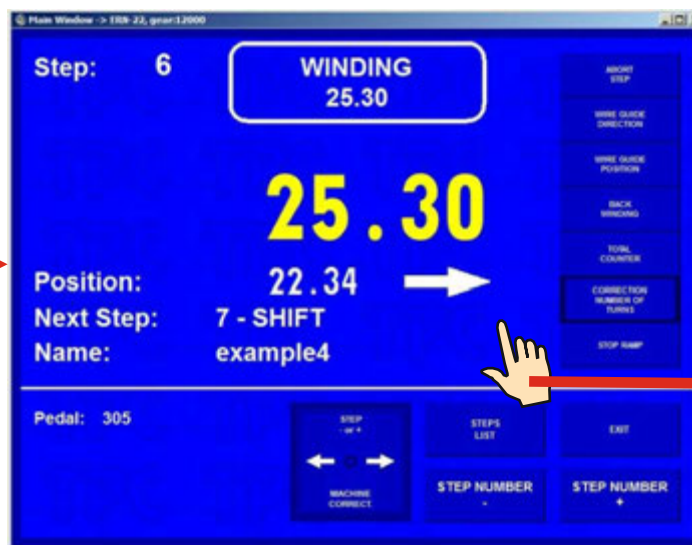 Main Window -> ERN-22, gear:12000
Step: 6
WINDING
25.30
ABORT
STEP
WIRE GUIDE
DIRECTION
WIRE GUIDE
POSITION
25.30
BACK
WINDING
TOTAL
COUNTER
Position: 22.34
CORRECTION
NUMBER OF
TURNS
Next Step: 7 - SHIFT
Name: example4
STOP RAMP
Pedal: 305
STEP
- or +
MACHINE
CORRECT.
STEPS
LIST
EXIT
STEP NUMBER
-
STEP NUMBER
+